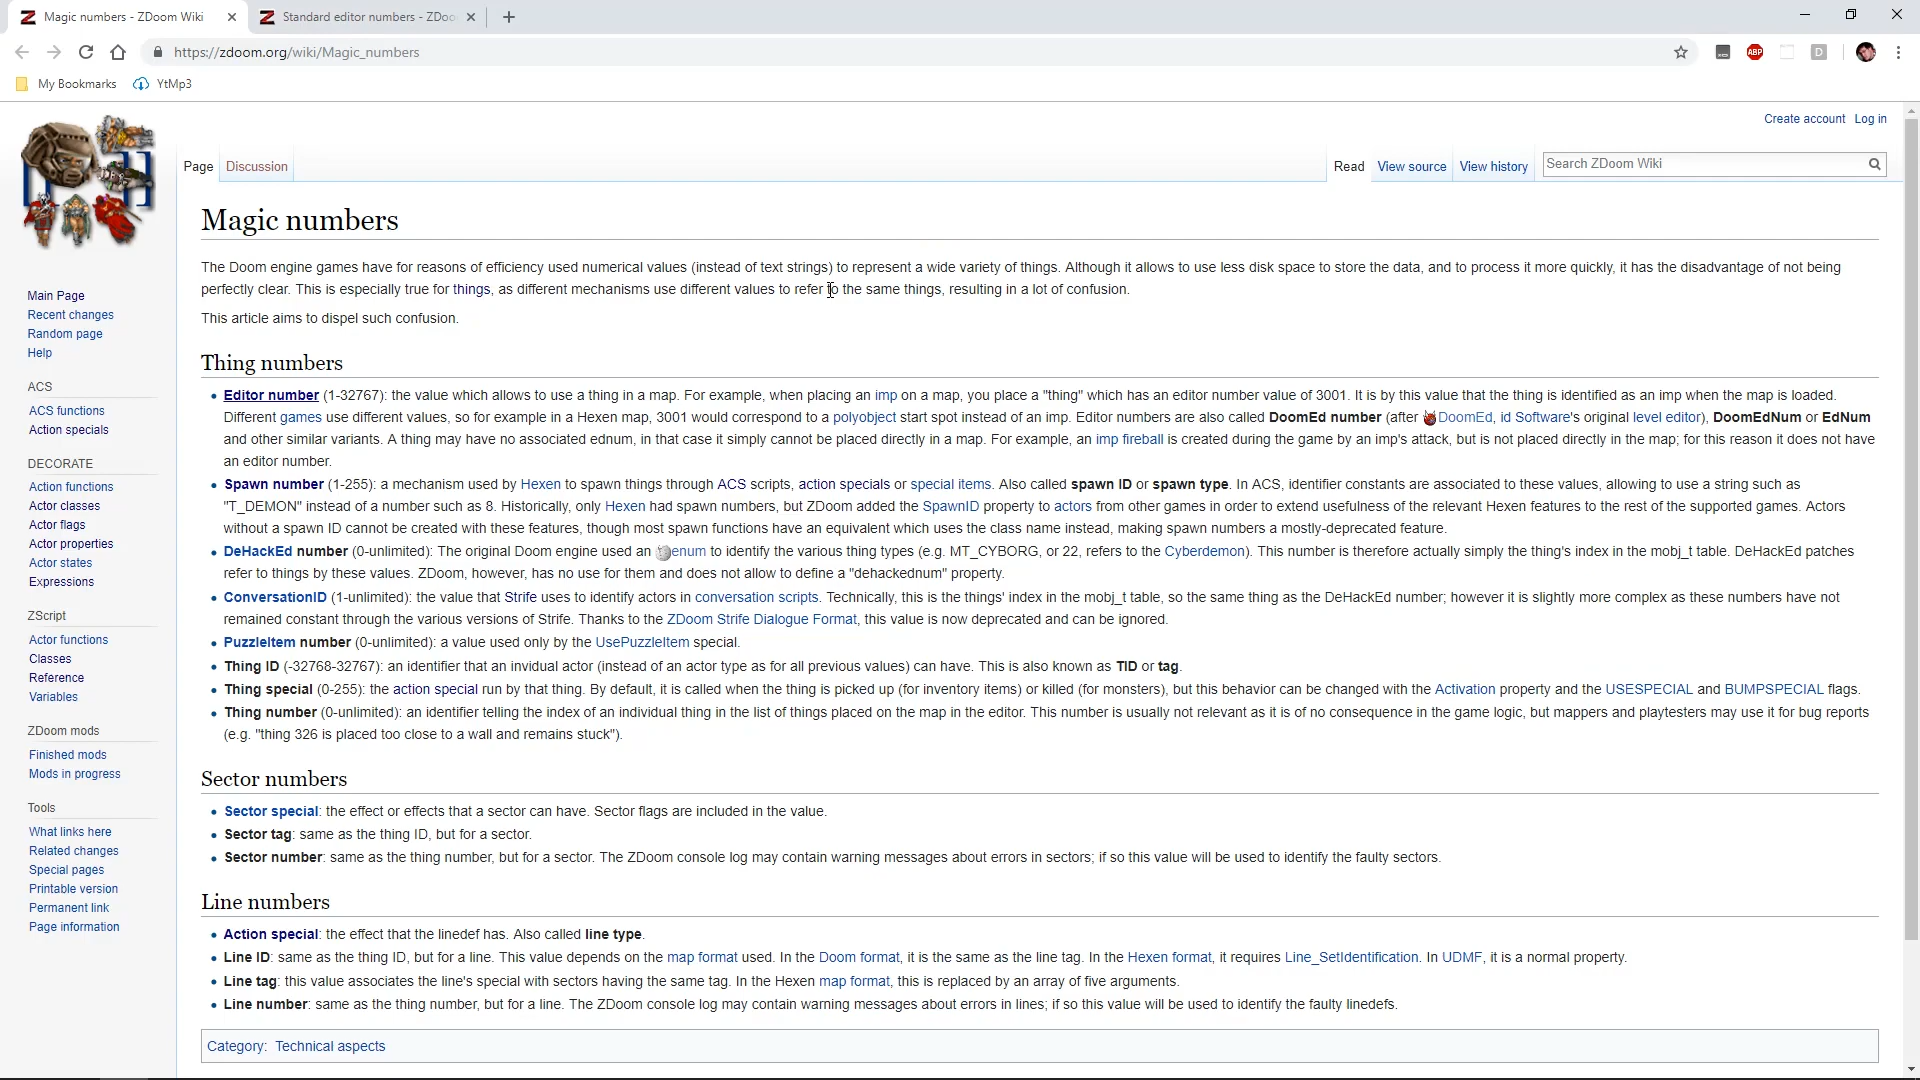 Magic numbers - ZDoom Wiki
Standard editor numbers - ZDoo
https://zdoom.org/wiki/Magic_numbers
ABP
D
My Bookmarks
YtMp3
Create account Log in
Page Discussion
Read View source View history Search ZDoom Wiki
Magic numbers
The Doom engine games have for reasons of efficiency used numerical values (instead of text strings) to represent a wide variety of things. Although it allows to use less disk space to store the data, and to process it more quickly, it has the disadvantage of not being
perfectly clear. This is especially true for things, as different mechanisms use different values to refer to the same things, resulting in a lot of confusion.
This article aims to dispel such confusion.
Main Page
Recent changes
Random page
Help
ACS
ACS functions
Action specials
DECORATE
Action functions
Actor classes
Actor flags
Actor properties
Actor states
Expressions
ZScript
Actor functions
Classes
Reference
Variables
ZDoom mods
Finished mods
Mods in progress
Tools
What links here
Related changes
Special pages
Printable version
Permanent link
Page information
Thing numbers
Editor number (1-32767): the value which allows to use a thing in a map. For example, when placing an imp on a map, you place a "thing" which has an editor number value of 3001. It is by this value that the thing is identified as an imp when the map is loaded.
Different games use different values, so for example in a Hexen map, 3001 would correspond to a polyobject start spot instead of an imp. Editor numbers are also called DoomEd number (after DoomEd, id Software's original level editor), DoomEdNum or EdNum
and other similar variants. A thing may have no associated ednum, in that case it simply cannot be placed directly in a map. For example, an imp fireball is created during the game by an imp's attack, but is not placed directly in the map; for this reason it does not have
an editor number.
Spawn number (1-255): a mechanism used by Hexen to spawn things through ACS scripts, action specials or special items. Also called spawn ID or spawn type. In ACS, identifier constants are associated to these values, allowing to use a string such as
"T_DEMON" instead of a number such as 8. Historically, only Hexen had spawn numbers, but ZDoom added the SpawnID property to actors from other games in order to extend usefulness of the relevant Hexen features to the rest of the supported games. Actors
without a spawn ID cannot be created with these features, though most spawn functions have an equivalent which uses the class name instead, making spawn numbers a mostly-deprecated feature.
DeHackEd number (0-unlimited): The original Doom engine used an enum to identify the various thing types (e.g. MT_CYBORG, or 22, refers to the Cyberdemon). This number is therefore actually simply the thing's index in the mobj_t table. DeHackEd patches
refer to things by these values. ZDoom, however, has no use for them and does not allow to define a "dehackednum" property.
ConversationID (1-unlimited): the value that Strife uses to identify actors in conversation scripts. Technically, this is the things' index in the mobj_t table, so the same thing as the DeHackEd number; however it is slightly more complex as these numbers have not
remained constant through the various versions of Strife. Thanks to the ZDoom Strife Dialogue Format, this value is now deprecated and can be ignored.
PuzzleItem number (0-unlimited): a value used only by the UsePuzzleItem special.
Thing ID (-32768-32767): an identifier that an invidual actor (instead of an actor type as for all previous values) can have. This is also known as TID or tag.
Thing special (0-255): the action special run by that thing. By default, it is called when the thing is picked up (for inventory items) or killed (for monsters), but this behavior can be changed with the Activation property and the USESPECIAL and BUMPSPECIAL flags.
Thing number (0-unlimited): an identifier telling the index of an individual thing in the list of things placed on the map in the editor. This number is usually not relevant as it is of no consequence in the game logic, but mappers and playtesters may use it for bug reports
(e.g. "thing 326 is placed too close to a wall and remains stuck").
Sector numbers
Sector special: the effect or effects that a sector can have. Sector flags are included in the value.
Sector tag: same as the thing ID, but for a sector.
Sector number: same as the thing number, but for a sector. The ZDoom console log may contain warning messages about errors in sectors; if so this value will be used to identify the faulty sectors.
Line numbers
Action special: the effect that the linedef has. Also called line type.
Line ID: same as the thing ID, but for a line. This value depends on the map format used. In the Doom format, it is the same as the line tag. In the Hexen format, it requires Line_SetIdentification. In UDMF, it is a normal property.
Line tag: this value associates the line's special with sectors having the same tag. In the Hexen map format, this is replaced by an array of five arguments.
Line number: same as the thing number, but for a line. The ZDoom console log may contain warning messages about errors in lines; if so this value will be used to identify the faulty linedefs.
Category: Technical aspects